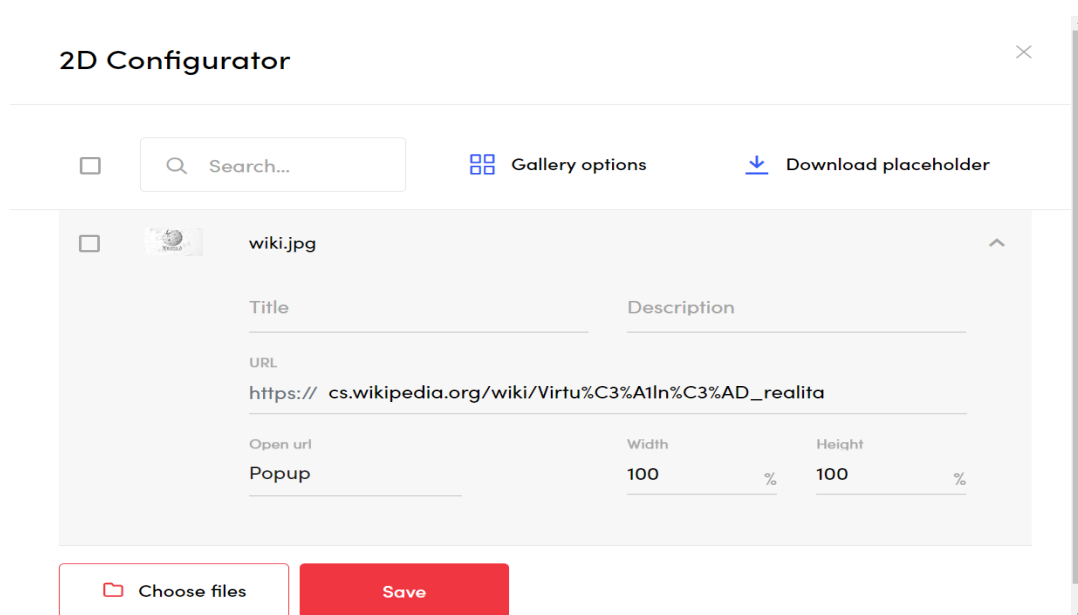 2D Configurator
Search... Gallery options Download placeholder
wiki.jpg
Title Description
URL
https:// cs.wikipedia.org/wiki/Virtu%C3%A1ln%C3%AD_realita
Open url Width Height
Popup 100 % 100 %
Choose files Save